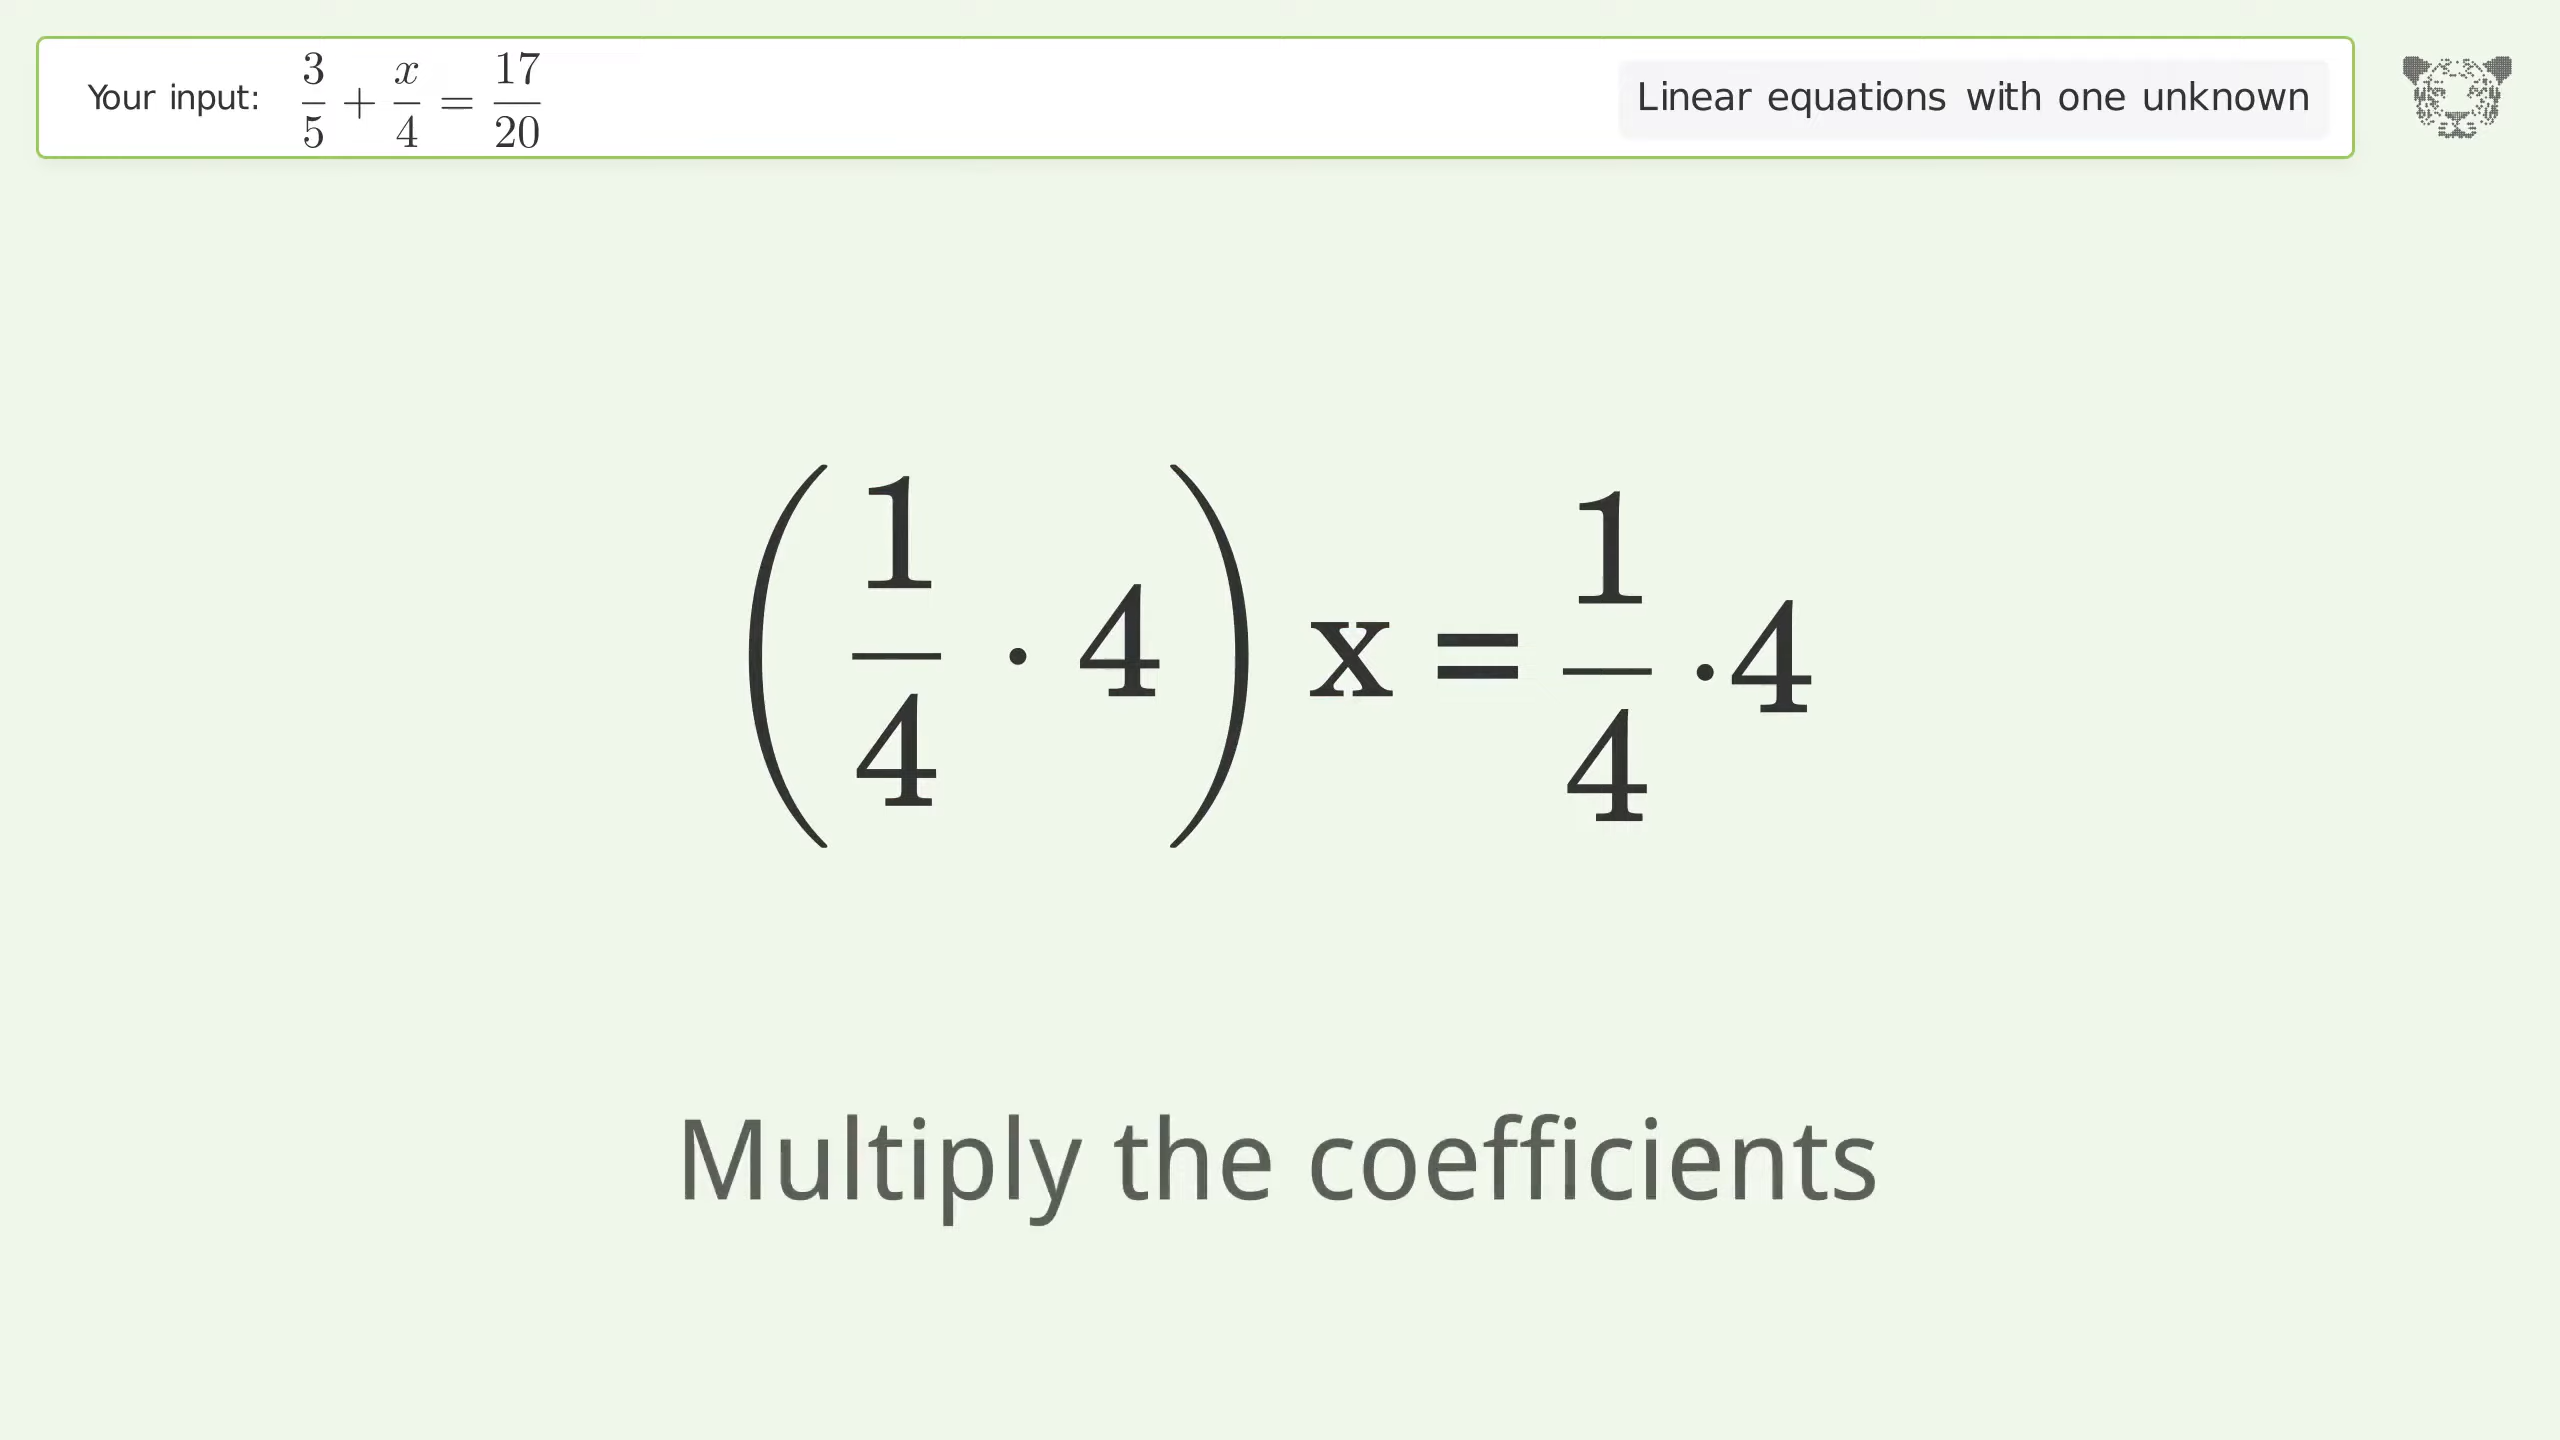 Your input: 3/5 + x/4 = 17/20
Linear equations with one unknown
(1/4 · 4) x = 1/4 · 4
Multiply the coefficients